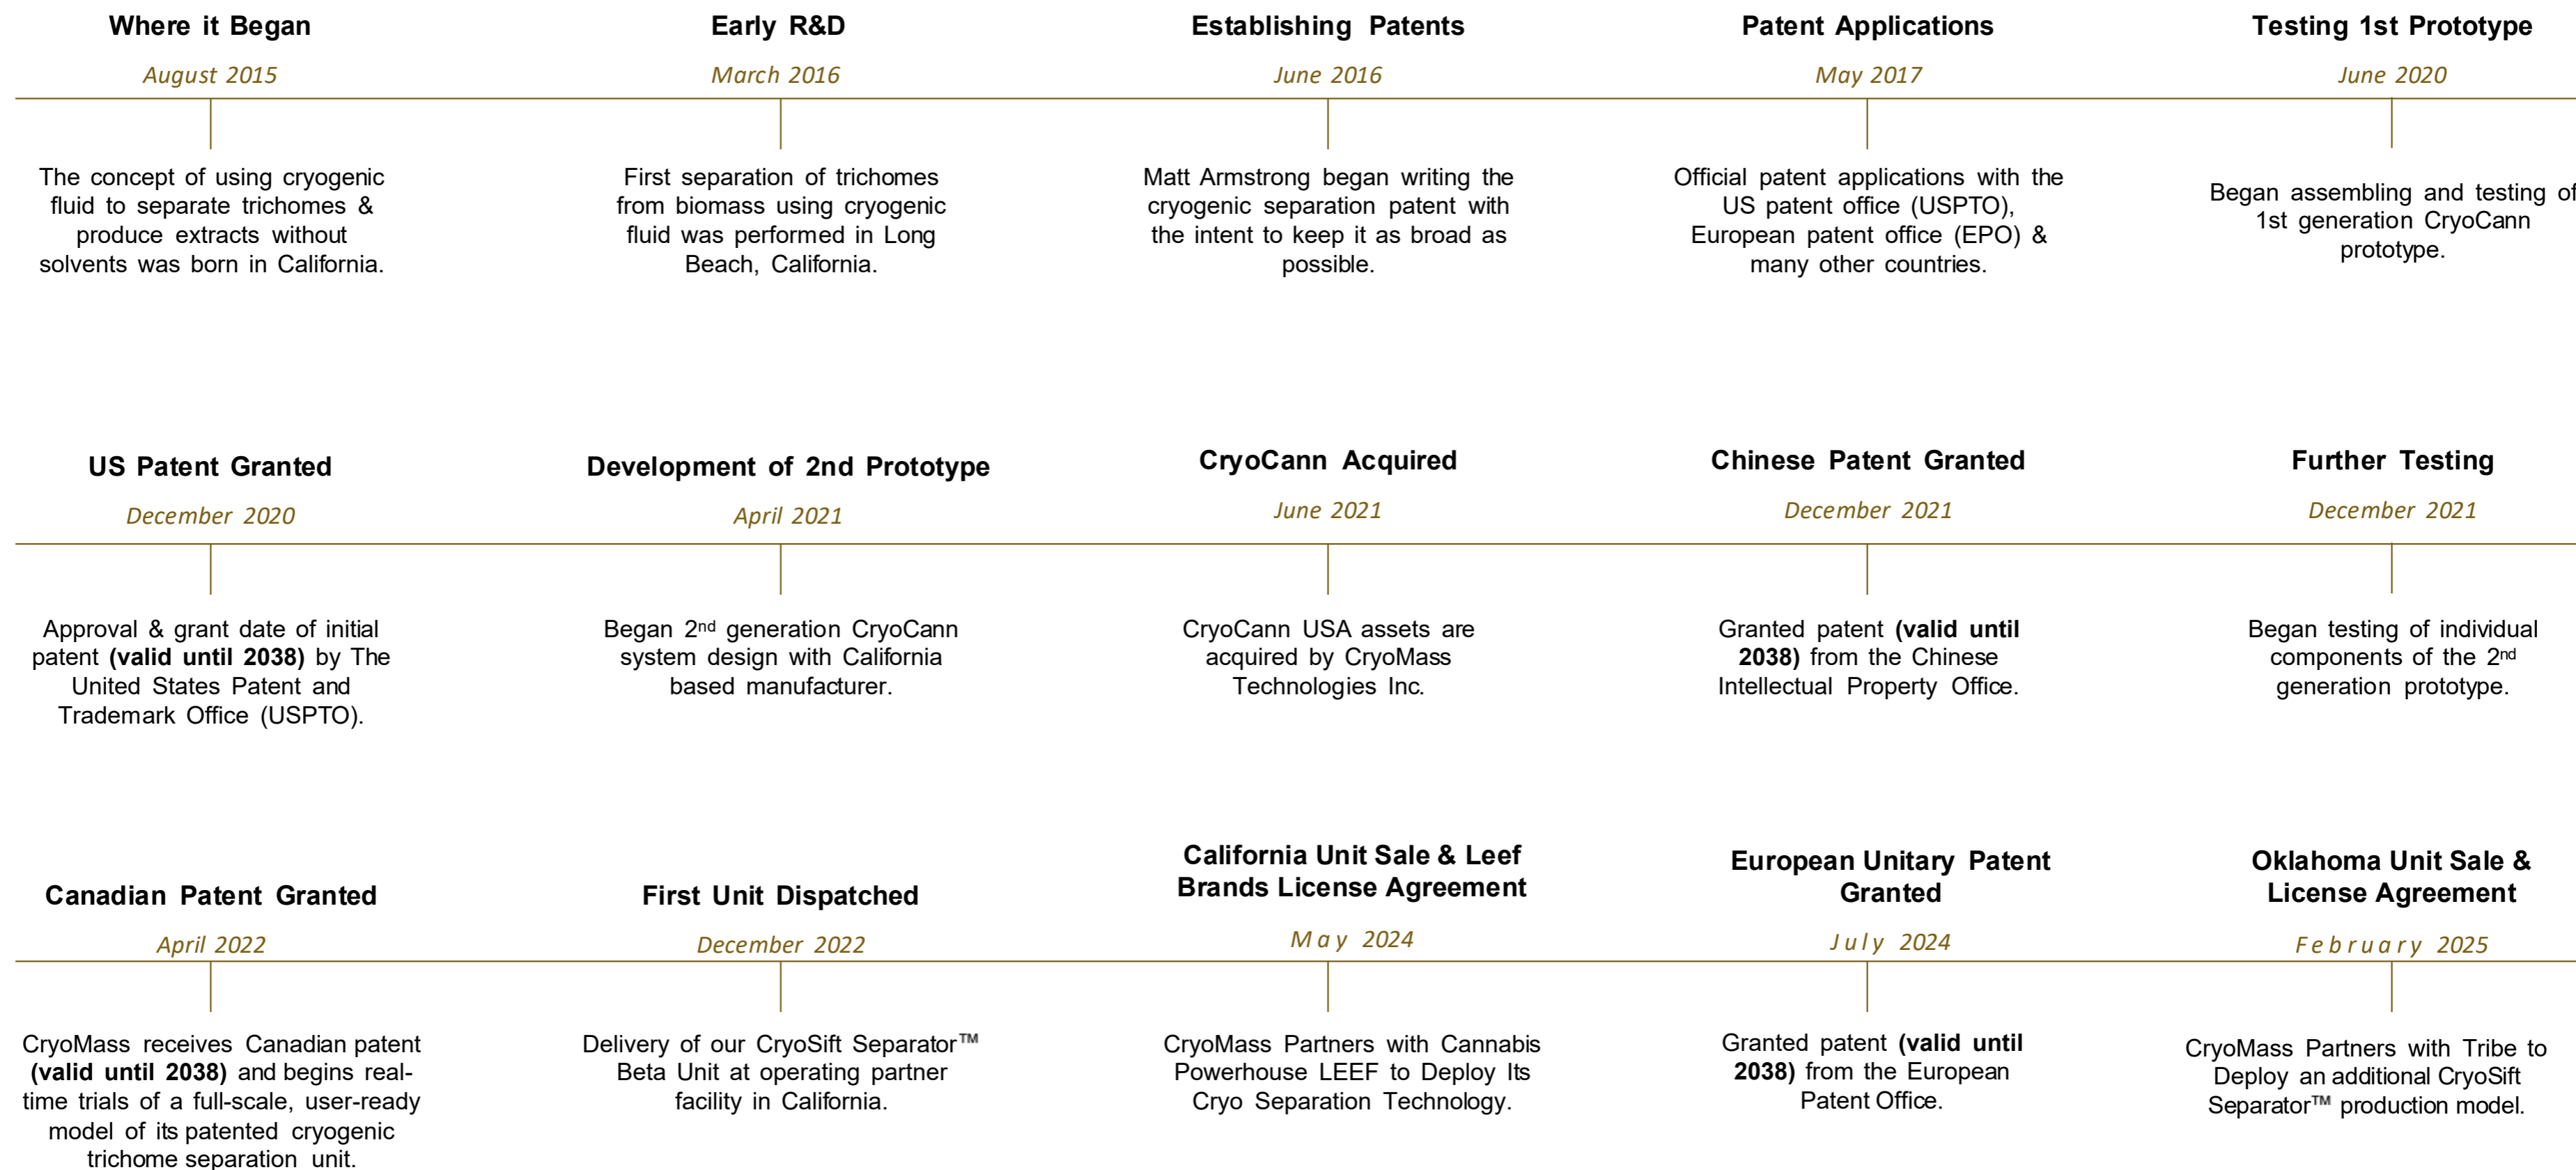 Where it Began
August 2015
The concept of using cryogenic
fluid to separate trichomes &
produce extracts without
solvents was born in California.
Early R&D
March 2016
First separation of trichomes
from biomass using cryogenic
fluid was performed in Long
Beach, California.
Establishing Patents
June 2016
Matt Armstrong began writing the
cryogenic separation patent with
the intent to keep it as broad as
possible.
Patent Applications
May 2017
Official patent applications with the
US patent office (USPTO),
European patent office (EPO) &
many other countries.
Testing 1st Prototype
June 2020
Began assembling and testing of
1st generation CryoCann
prototype.
US Patent Granted
December 2020
Approval & grant date of initial
patent (valid until 2038) by The
United States Patent and
Trademark Office (USPTO).
Development of 2nd Prototype
April 2021
Began 2nd generation CryoCann
system design with California
based manufacturer.
CryoCann Acquired
June 2021
CryoCann USA assets are
acquired by CryoMass
Technologies Inc.
Chinese Patent Granted
December 2021
Granted patent (valid until
2038) from the Chinese
Intellectual Property Office.
Further Testing
December 2021
Began testing of individual
components of the 2nd
generation prototype.
Canadian Patent Granted
April 2022
CryoMass receives Canadian patent
(valid until 2038) and begins real-
time trials of a full-scale, user-ready
model of its patented cryogenic
trichome separation unit.
First Unit Dispatched
December 2022
Delivery of our CryoSift Separator™
Beta Unit at operating partner
facility in California.
California Unit Sale & Leef
Brands License Agreement
May 2024
CryoMass Partners with Cannabis
Powerhouse LEEF to Deploy Its
Cryo Separation Technology.
European Unitary Patent
Granted
July 2024
Granted patent (valid until
2038) from the European
Patent Office.
Oklahoma Unit Sale &
License Agreement
February 2025
CryoMass Partners with Tribe to
Deploy an additional CryoSift
Separator™ production model.